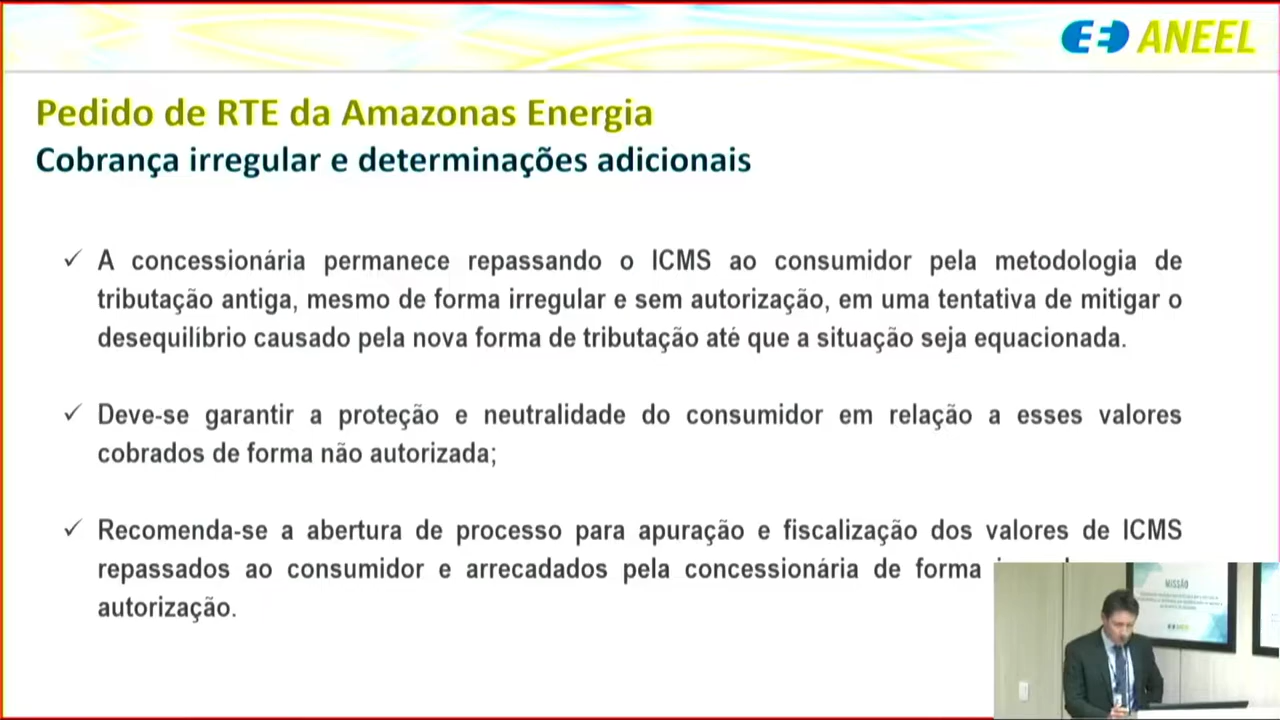 ANEEL
Pedido de RTE da Amazonas Energia
Cobrança irregular e determinações adicionais
✓ A concessionária permanece repassando o ICMS ao consumidor pela metodologia de
tributação antiga, mesmo de forma irregular e sem autorização, em uma tentativa de mitigar o
desequilíbrio causado pela nova forma de tributação até que a situação seja equacionada.
✓ Deve-se garantir a proteção e neutralidade do consumidor em relação a esses valores
cobrados de forma não autorizada;
✓ Recomenda-se a abertura de processo para apuração e fiscalização dos valores de ICMS
repassados ao consumidor e arrecadados pela concessionária de forma
autorização.
MISSÃO